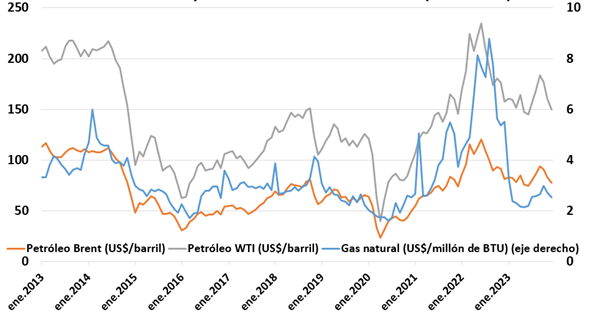 250
200
150
100
50
0
10
8
6
4
2
0
Petróleo Brent (US$/barril)
Petróleo WTI (US$/barril)
Gas natural (US$/millón de BTU) (eje derecho)
ene.2013
ene.2014
ene.2015
ene.2016
ene.2017
ene.2018
ene.2019
ene.2020
ene.2021
ene.2022
ene.2023